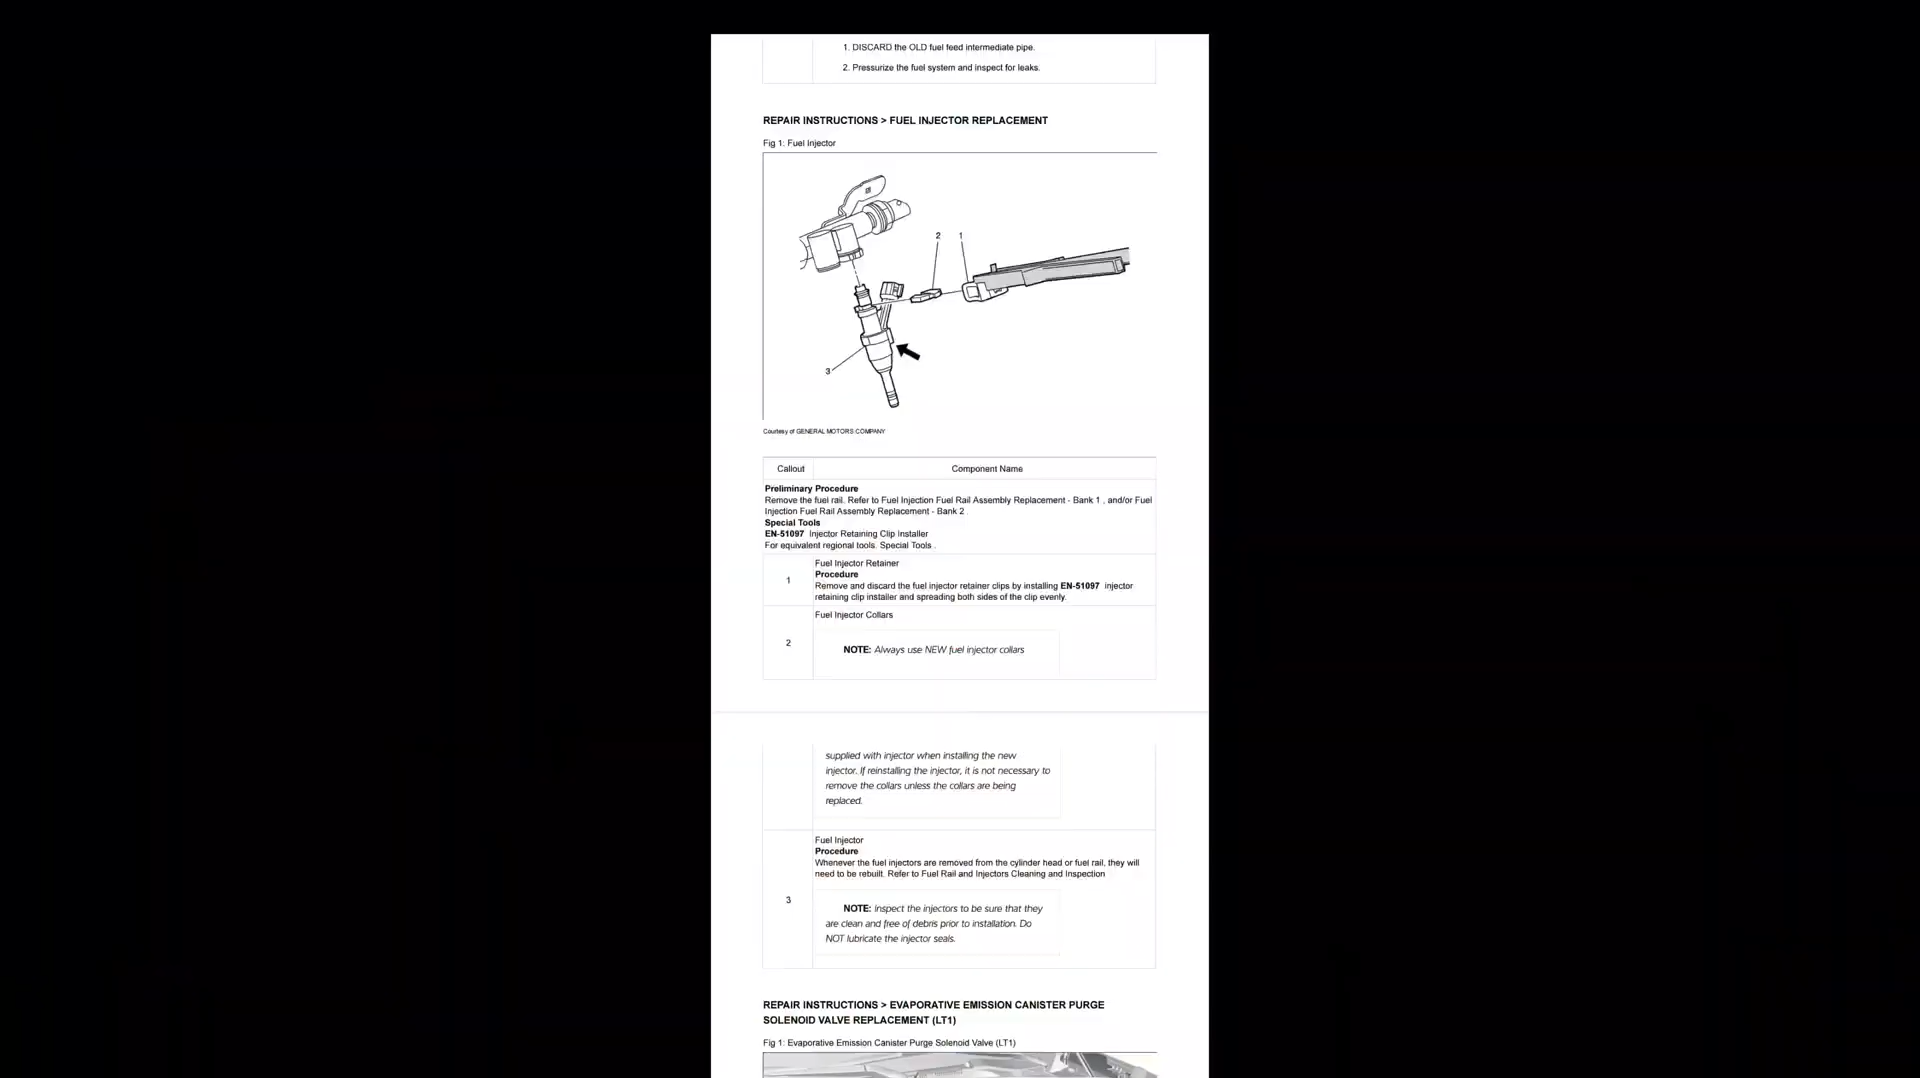 1. DISCARD the OLD fuel feed intermediate pipe.
2. Pressurize the fuel system and inspect for leaks.
REPAIR INSTRUCTIONS > FUEL INJECTOR REPLACEMENT
Fig 1: Fuel Injector
2 1
3
Courtesy of GENERAL MOTORS COMPANY
Callout Component Name
Preliminary Procedure
Remove the fuel rail. Refer to Fuel Injection Fuel Rail Assembly Replacement - Bank 1 , and/or Fuel
Injection Fuel Rail Assembly Replacement - Bank 2 .
Special Tools
EN-51097 Injector Retaining Clip Installer
For equivalent regional tools. Special Tools .
1
Fuel Injector Retainer
Procedure
Remove and discard the fuel injector retainer clips by installing EN-51097 injector
retaining clip installer and spreading both sides of the clip evenly.
2
Fuel Injector Collars
NOTE: Always use NEW fuel injector collars
supplied with injector when installing the new
injector. If reinstalling the injector, it is not necessary to
remove the collars unless the collars are being
replaced.
3
Fuel Injector
Procedure
Whenever the fuel injectors are removed from the cylinder head or fuel rail, they will
need to be rebuilt. Refer to Fuel Rail and Injectors Cleaning and Inspection
NOTE: Inspect the injectors to be sure that they
are clean and free of debris prior to installation. Do
NOT lubricate the injector seals.
REPAIR INSTRUCTIONS > EVAPORATIVE EMISSION CANISTER PURGE
SOLENOID VALVE REPLACEMENT (LT1)
Fig 1: Evaporative Emission Canister Purge Solenoid Valve (LT1)